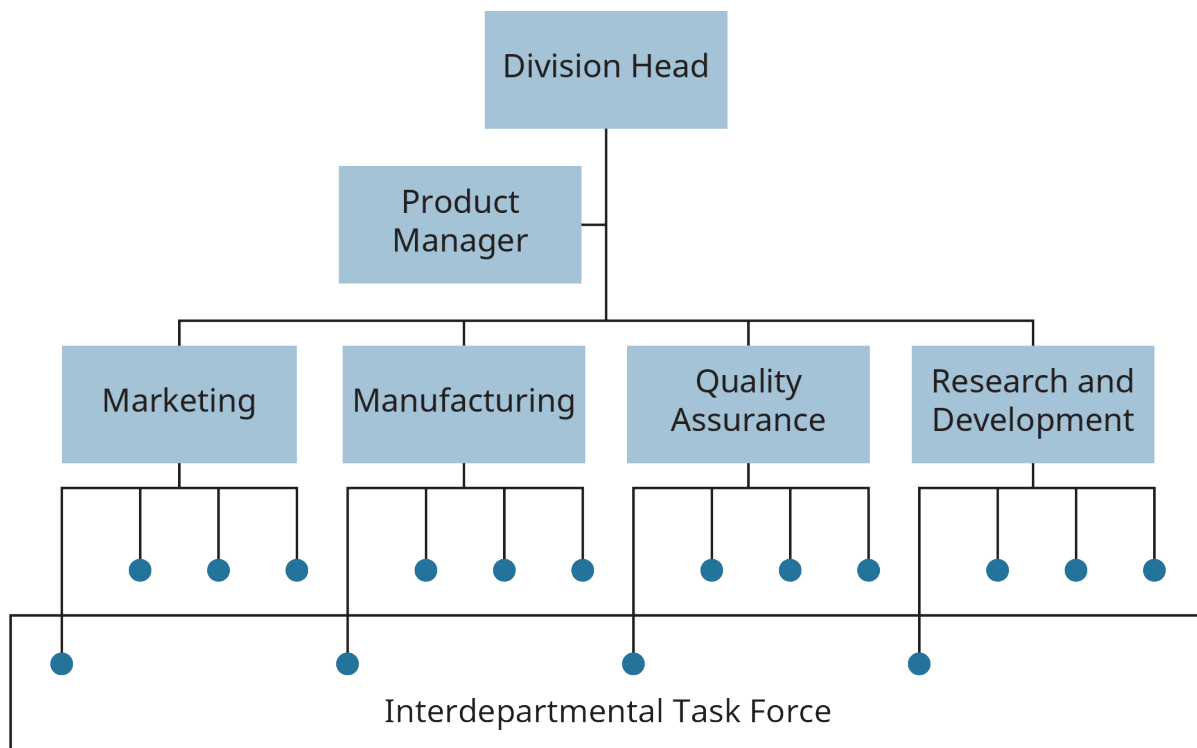 Division Head
Product
Manager
Marketing
Manufacturing
Quality
Assurance
Research and
Development
Interdepartmental Task Force